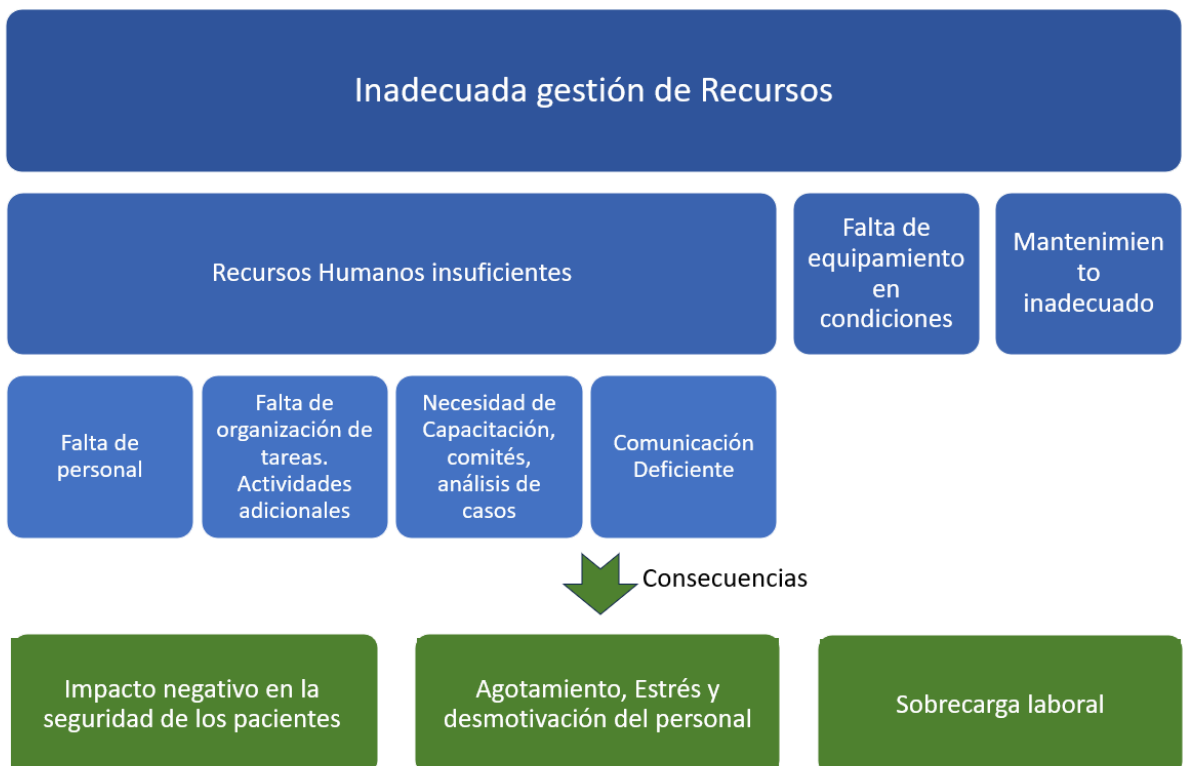 Inadecuada gestión de Recursos
Recursos Humanos insuficientes
Falta de
equipamiento
en
condiciones
Mantenimien
to
inadecuado
Falta de
personal
Falta de
organización de
tareas.
Actividades
adicionales
Necesidad de
Capacitación,
comités,
análisis de
casos
Comunicación
Deficiente
Consecuencias
Impacto negativo en la
seguridad de los pacientes
Agotamiento, Estrés y
desmotivación del personal
Sobrecarga laboral